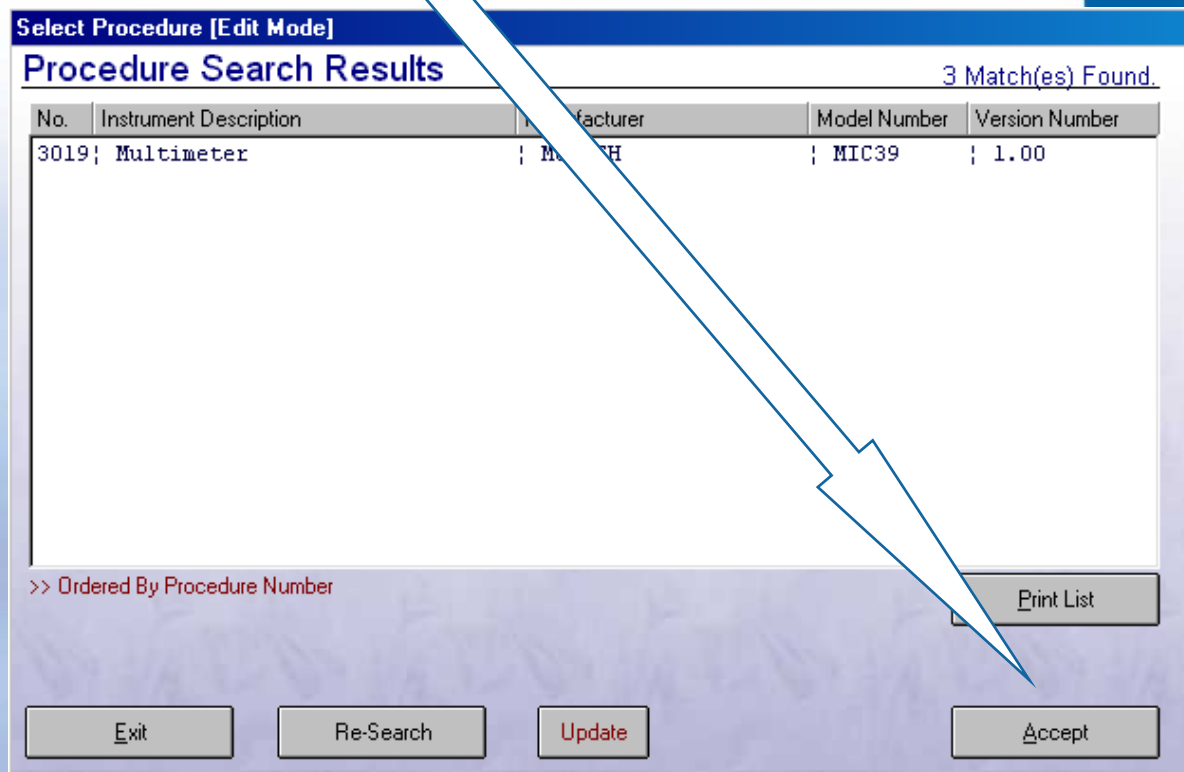 Select Procedure [Edit Mode]
Procedure Search Results
3 Match(es) Found.
No. Instrument Description Model Number Version Number
3019¦ Multimeter ¦ ¦ MIC39 ¦ 1.00
>> Ordered By Procedure Number
Print List
Exit Re-Search Update Accept